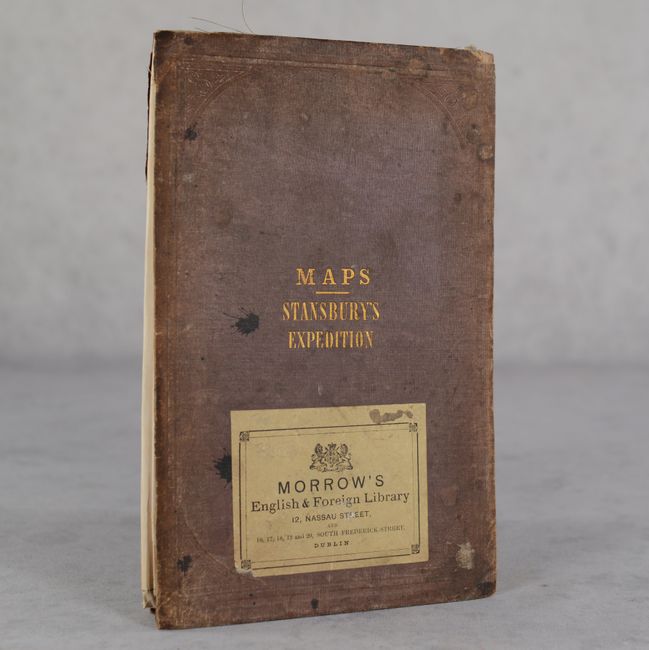 MAPS
STANSBURY'S
EXPEDITION
MORROW'S
English & Foreign Library
12, NASSAU STREET,
AND
16, 17, 18, 19 and 20, SOUTH FREDERICK STREET,
DUBLIN